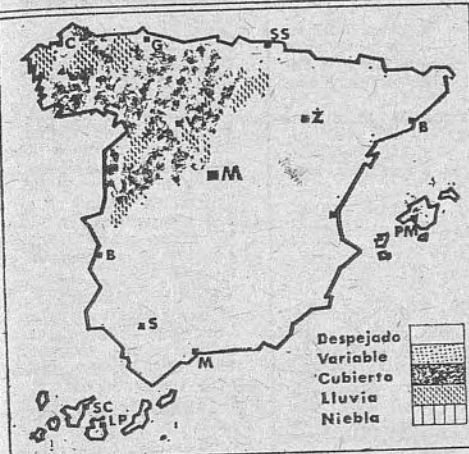 C
G
SS
Z
B
M
PM
B
S
M
SC
LP
Despejado
Variable
Cubierto
Lluvia
Niebla